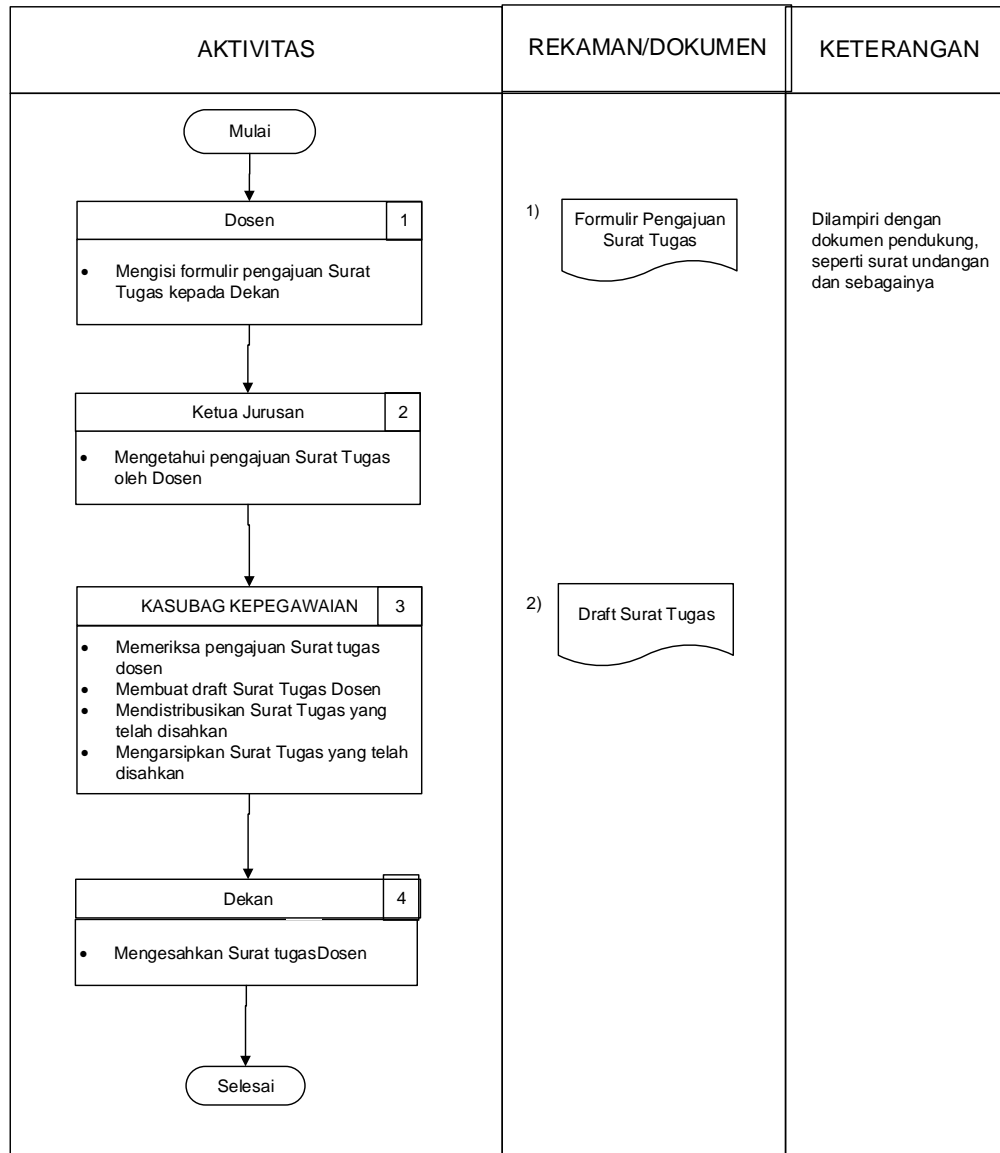 AKTIVITAS
REKAMAN/DOKUMEN
KETERANGAN
Mulai
Dosen
1
• Mengisi formulir pengajuan Surat
Tugas kepada Dekan
1)
Formulir Pengajuan
Surat Tugas
Dilampiri dengan
dokumen pendukung,
seperti surat undangan
dan sebagainya
Ketua Jurusan
2
• Mengetahui pengajuan Surat Tugas
oleh Dosen
KASUBAG KEPEGAWAIAN
3
• Memeriksa pengajuan Surat tugas
dosen
• Membuat draft Surat Tugas Dosen
• Mendistribusikan Surat Tugas yang
telah disahkan
• Mengarsipkan Surat Tugas yang telah
disahkan
2)
Draft Surat Tugas
Dekan
4
• Mengesahkan Surat tugasDosen
Selesai